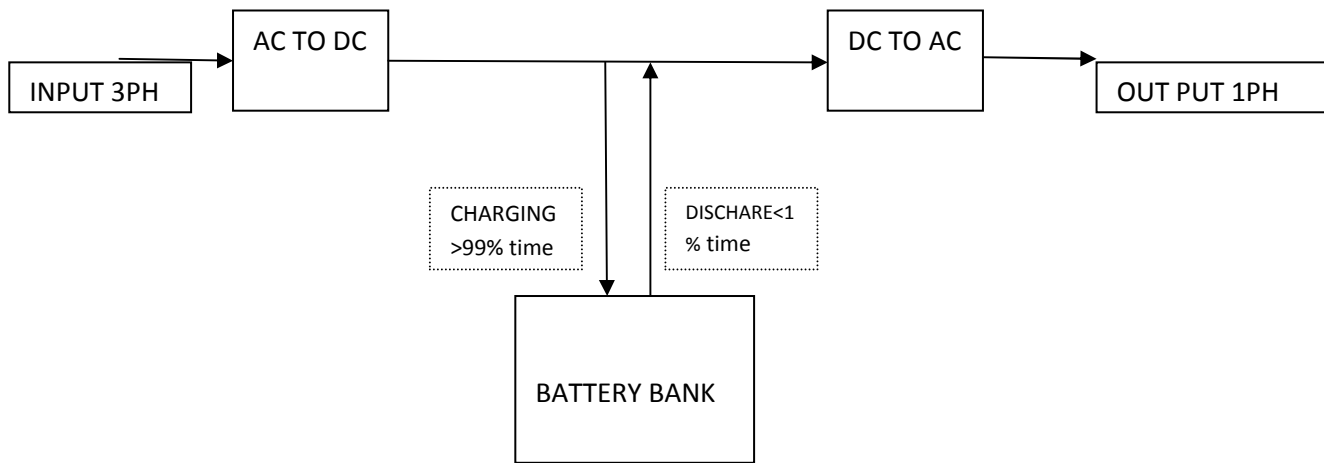 AC TO DC
DC TO AC
INPUT 3PH
OUT PUT 1PH
CHARGING
>99% time
DISCHARE<1
% time
BATTERY BANK